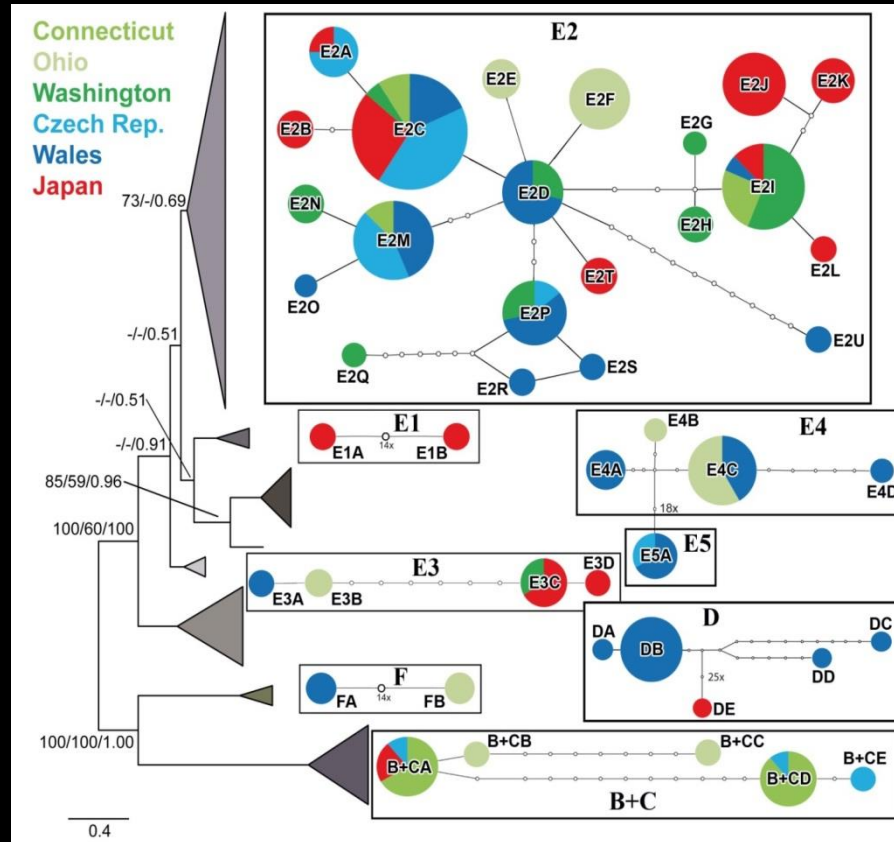 Connecticut
Ohio
Washington
Czech Rep.
Wales
Japan
E2
E2A
E2B
E2C
E2E
E2F
E2D
E2G
E2H
E2I
E2J
E2K
E2L
E2N
E2M
E2O
E2T
E2P
E2Q
E2R
E2S
E2U
73/-/0.69
-/-/0.51
-/-/0.51
-/-/0.91
85/59/0.96
100/60/100
100/100/1.00
0.4
E1
E1A
14x
E1B
E4
E4B
E4A
E4C
E4D
18x
E5A
E5
E3
E3A
E3B
E3C
E3D
D
DA
DB
DC
DD
25x
DE
F
FA
14x
FB
B+CA
B+CB
B+CC
B+CD
B+CE
B+C